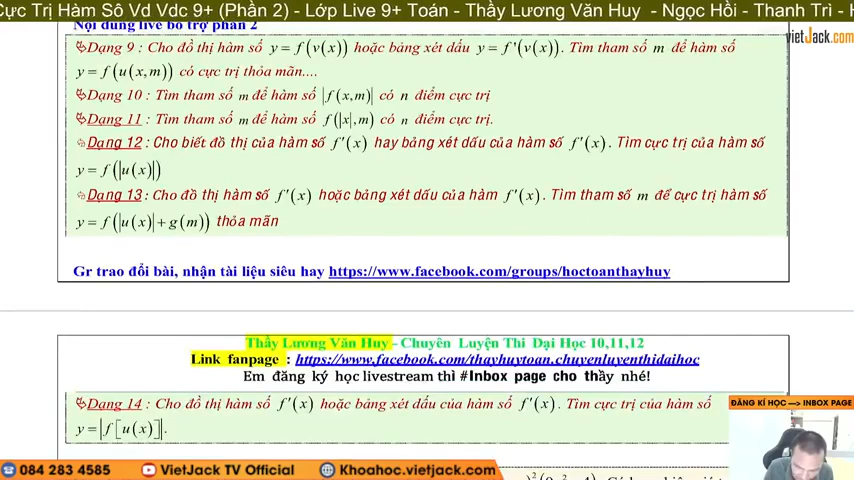 Cực Trị Hàm Số Vd Vdc 9+ (Phần 2) - Lớp Live 9+ Toán - Thầy Lương Văn Huy - Ngọc Hồi - Thanh Trì - H
vietJack.com
Nội dung live bổ trợ phần 2
Dạng 9 : Cho đồ thị hàm số y = f(v(x)) hoặc bảng xét dấu y = f'(v(x)). Tìm tham số m để hàm số
y = f(u(x,m)) có cực trị thỏa mãn....
Dạng 10 : Tìm tham số m để hàm số |f(x,m)| có n điểm cực trị
Dạng 11 : Tìm tham số m để hàm số f(|x|,m) có n điểm cực trị.
Dạng 12 : Cho biết đồ thị của hàm số f'(x) hay bảng xét dấu của hàm số f'(x). Tìm cực trị của hàm số
y = f(|u(x)|)
Dạng 13 : Cho đồ thị hàm số f'(x) hoặc bảng xét dấu của hàm f'(x). Tìm tham số m để cực trị hàm số
y = f(|u(x)| + g(m)) thỏa mãn
Gr trao đổi bài, nhận tài liệu siêu hay https://www.facebook.com/groups/hoctoanthayhuy
Thầy Lương Văn Huy - Chuyên Luyện Thi Đại Học 10,11,12
Link fanpage : https://www.facebook.com/thayhuytoan.chuyenluyenthidaihoc
Em đăng ký học livestream thì #Inbox page cho thầy nhé!
Dạng 14 : Cho đồ thị hàm số f'(x) hoặc bảng xét dấu của hàm số f'(x). Tìm cực trị của hàm số
y = |f[u(x)]|.
ĐĂNG KÍ HỌC —> INBOX PAGE
084 283 4585
VietJack TV Official
Khoahoc.vietjack.com